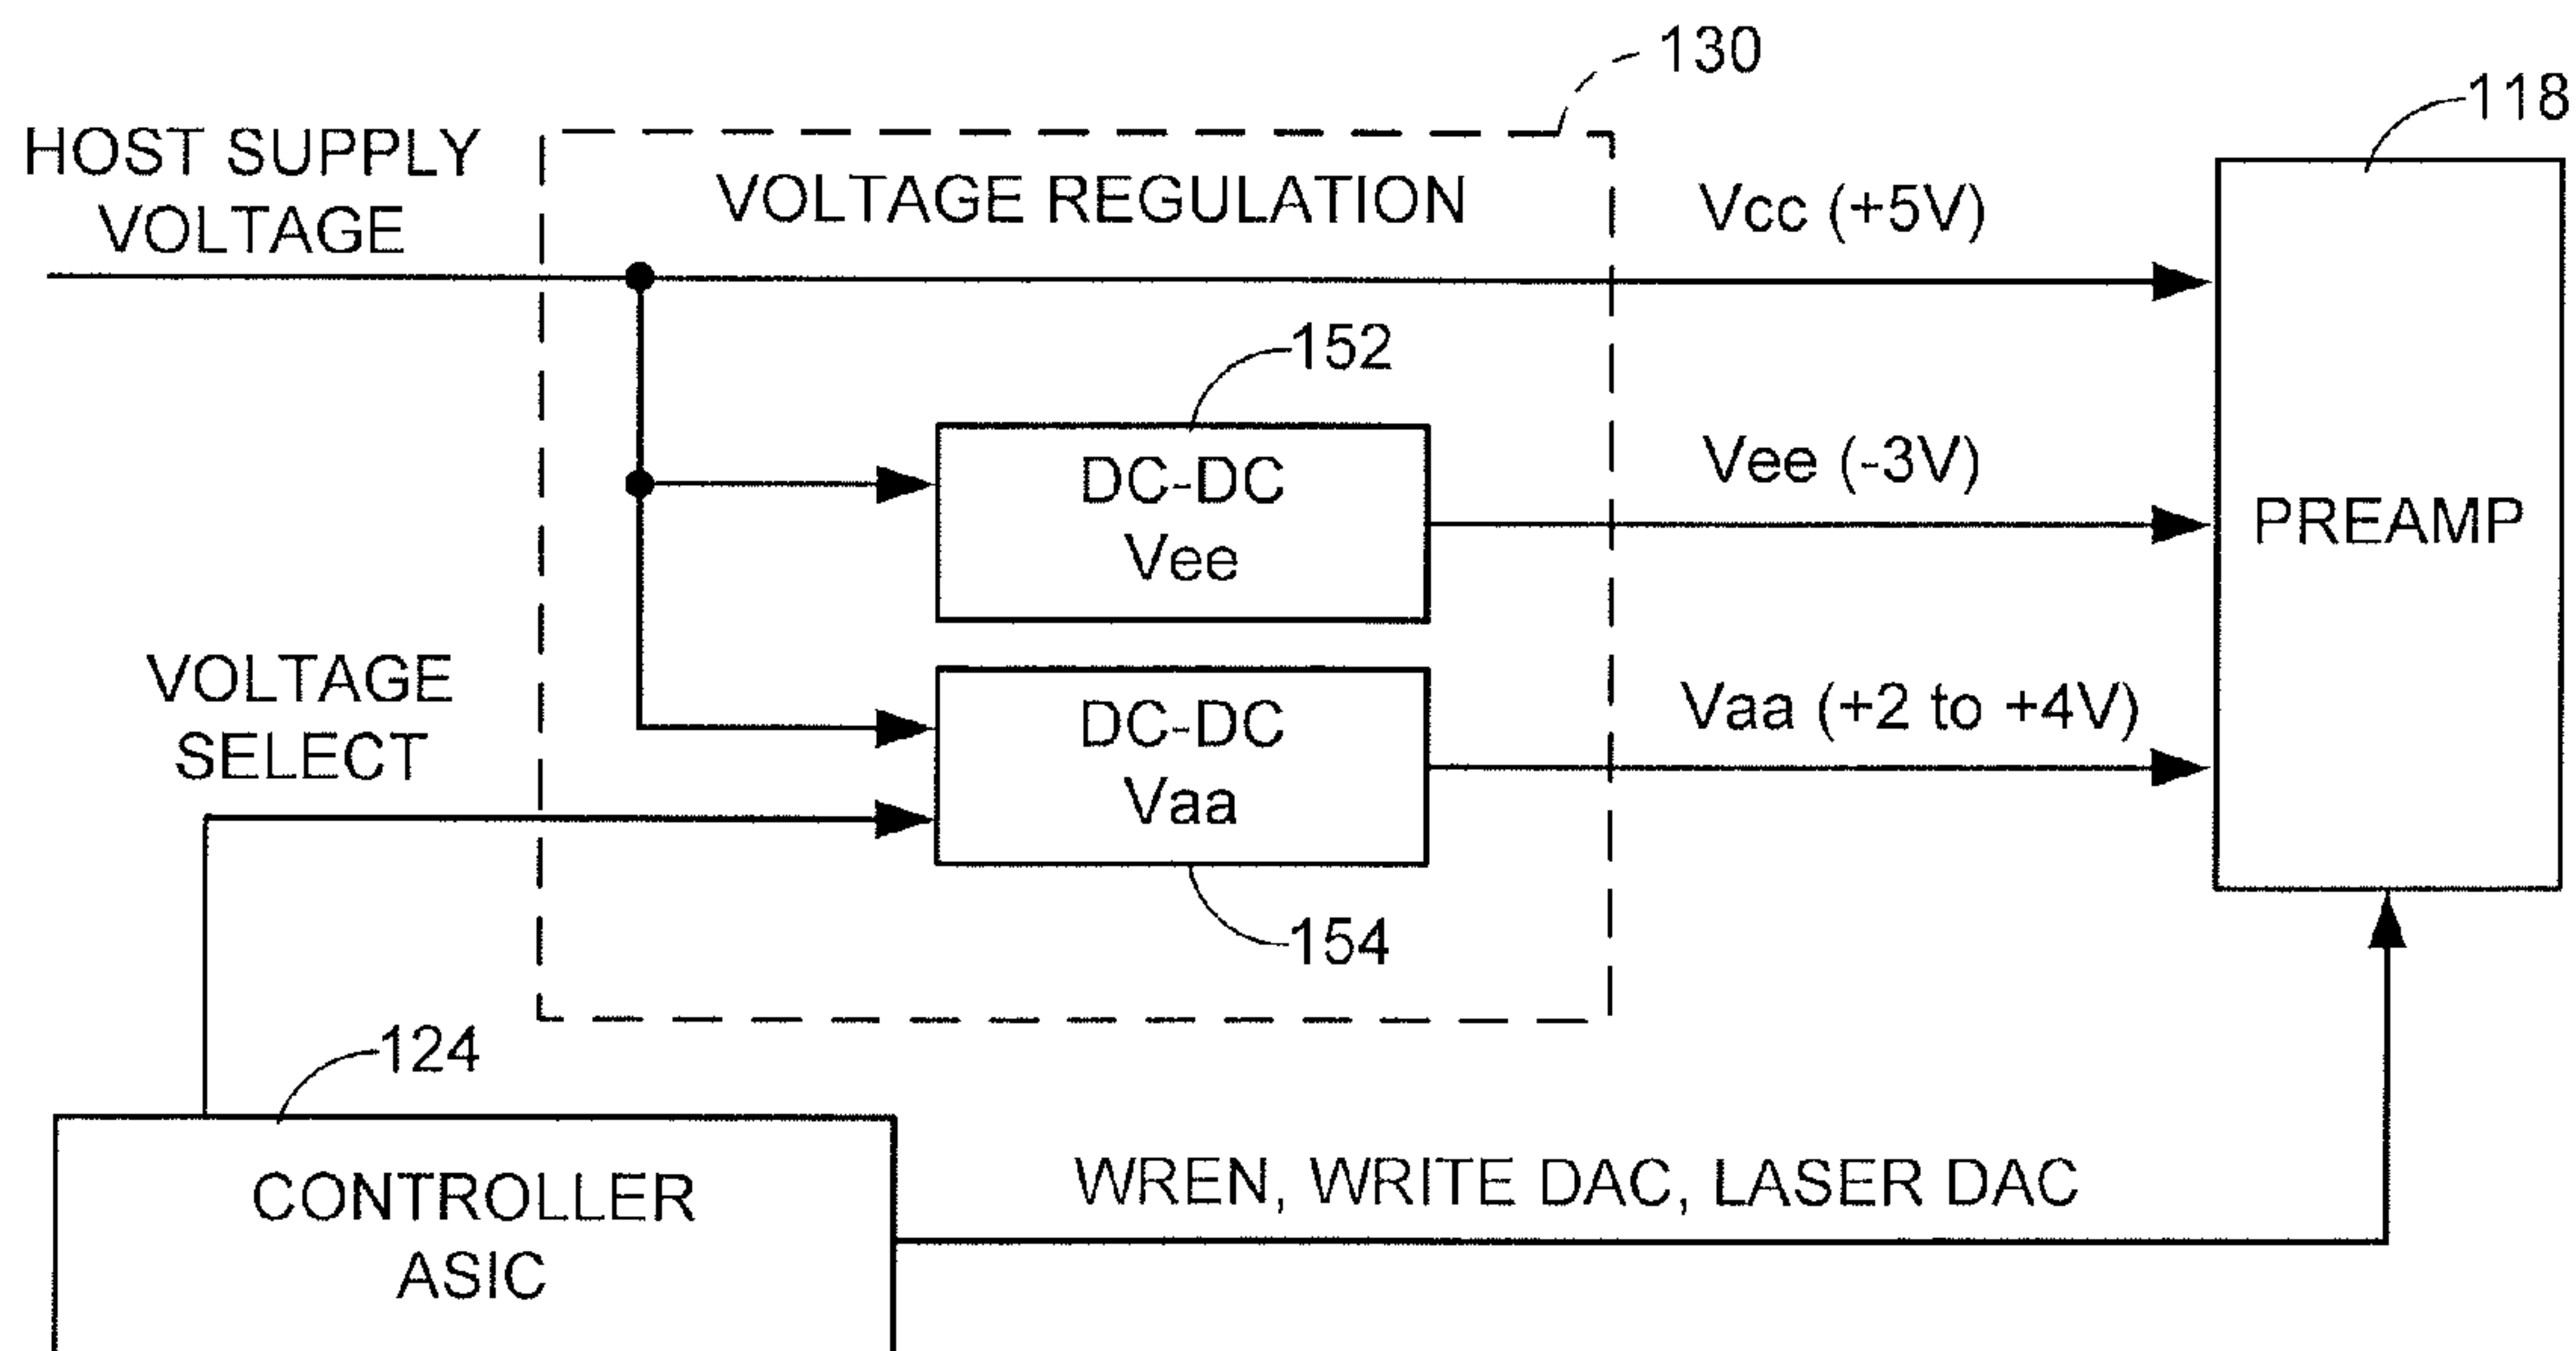 130
118
HOST SUPPLY
VOLTAGE
VOLTAGE REGULATION
Vcc (+5V)
152
DC-DC
Vee
Vee (-3V)
PREAMP
VOLTAGE
SELECT
DC-DC
Vaa
Vaa (+2 to +4V)
154
124
CONTROLLER
ASIC
WREN, WRITE DAC, LASER DAC